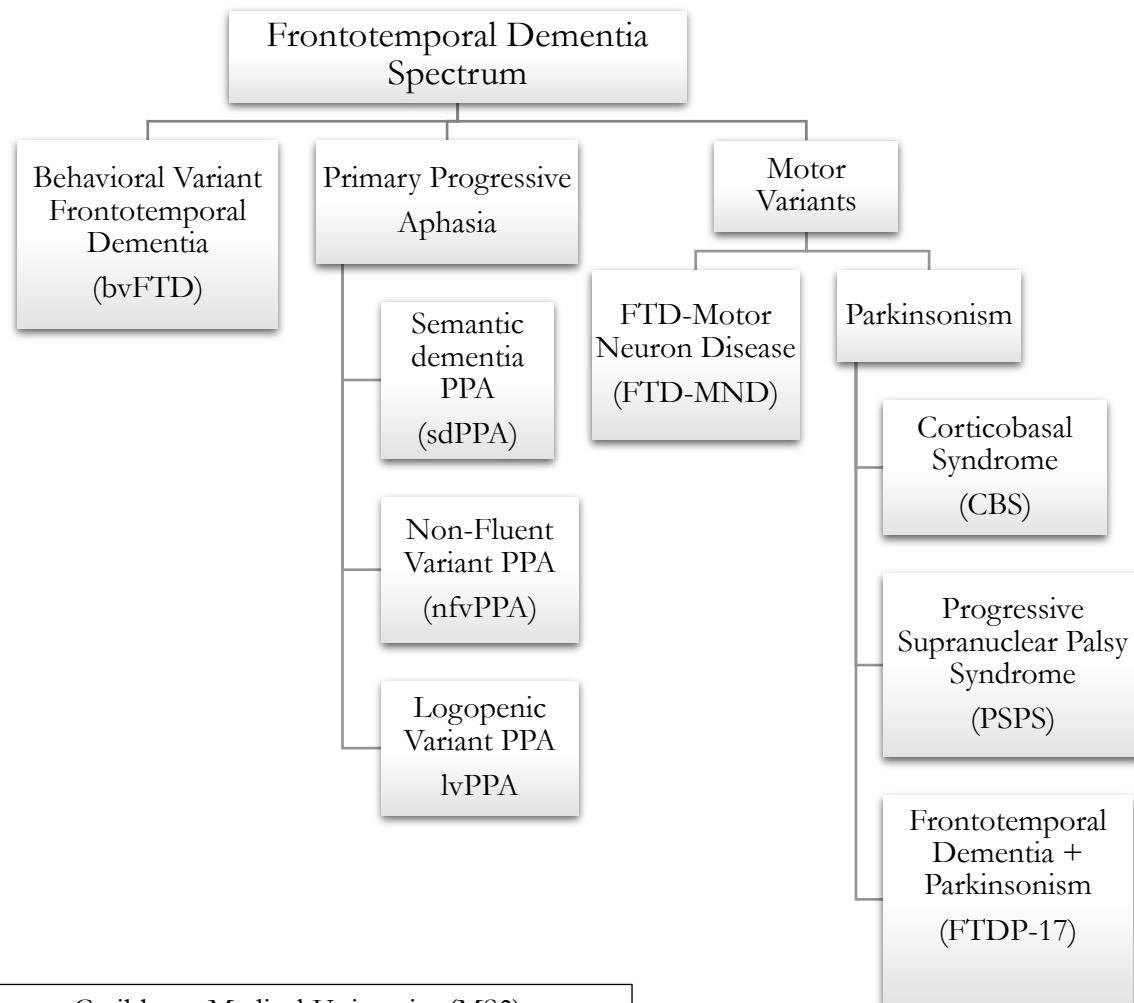 Frontotemporal Dementia
Spectrum
Behavioral Variant
Frontotemporal
Dementia
(bvFTD)
Primary Progressive
Aphasia
Semantic
dementia
PPA
(sdPPA)
Non-Fluent
Variant PPA
(nfvPPA)
Logopenic
Variant PPA
lvPPA
Motor
Variants
FTD-Motor
Neuron Disease
(FTD-MND)
Parkinsonism
Corticobasal
Syndrome
(CBS)
Progressive
Supranuclear Palsy
Syndrome
(PSPS)
Frontotemporal
Dementia +
Parkinsonism
(FTDP-17)